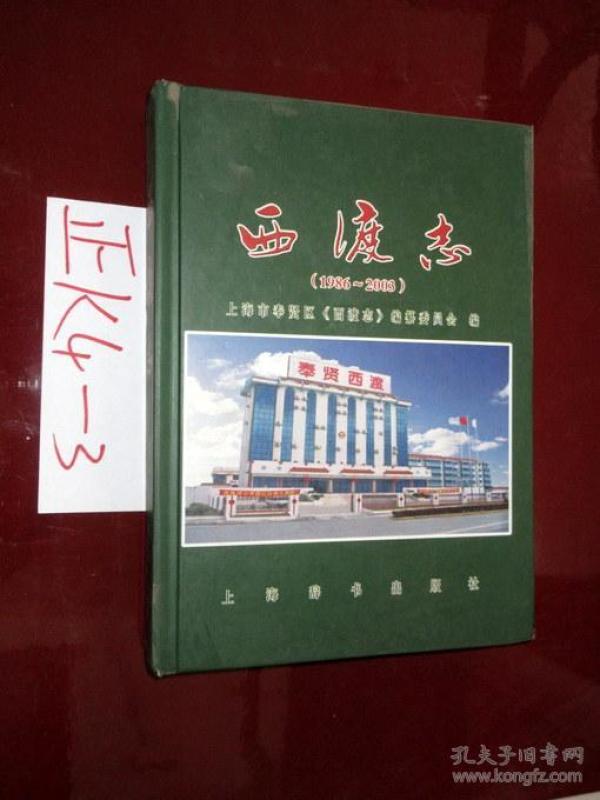 西渡志
（1986～2003）
上海市奉贤区《西渡志》编纂委员会 编
奉贤西渡
上海辞书出版社
正K4-3
孔夫子旧书网
www.kongfz.com